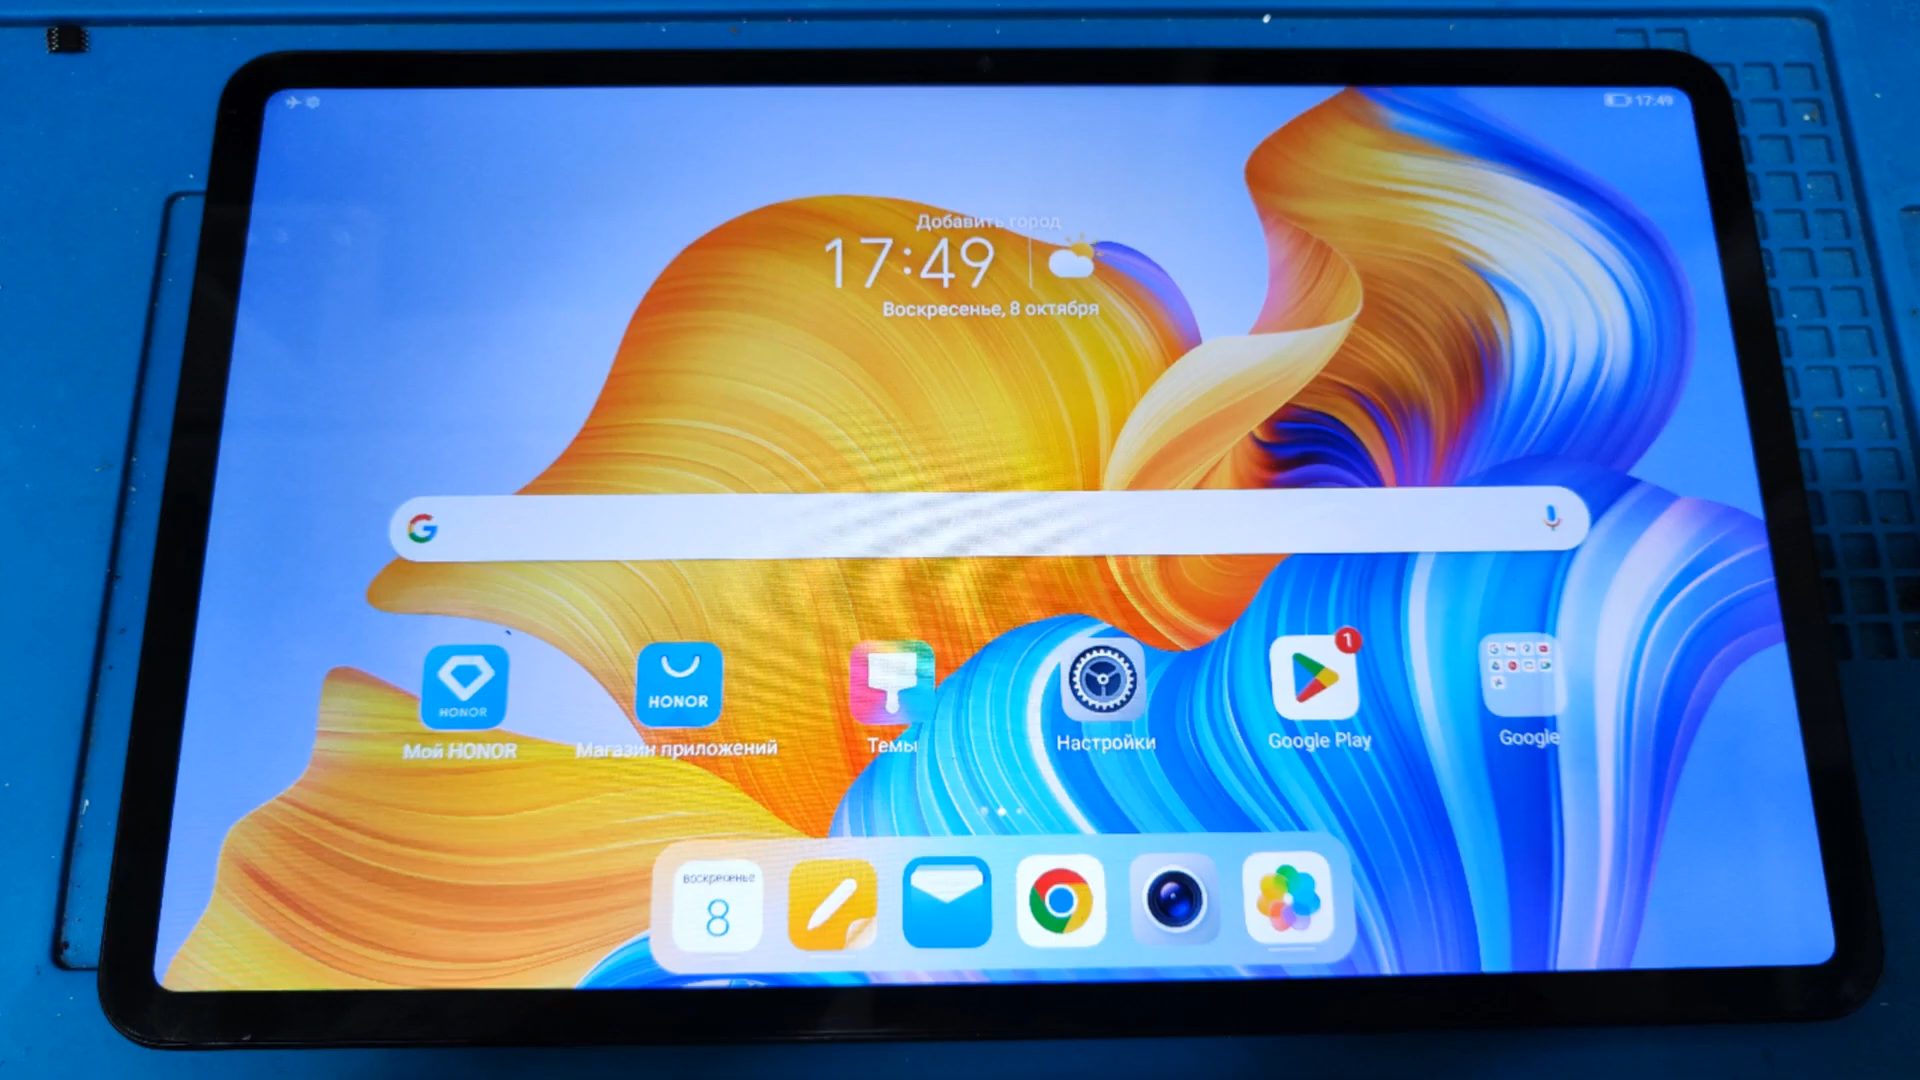 17:49
Добавить город
17:49
Воскресенье, 8 октября
G
HONOR
HONOR
1
Мой HONOR
Магазин приложений
Темы
Настройки
Google Play
Google
Воскресенье
8